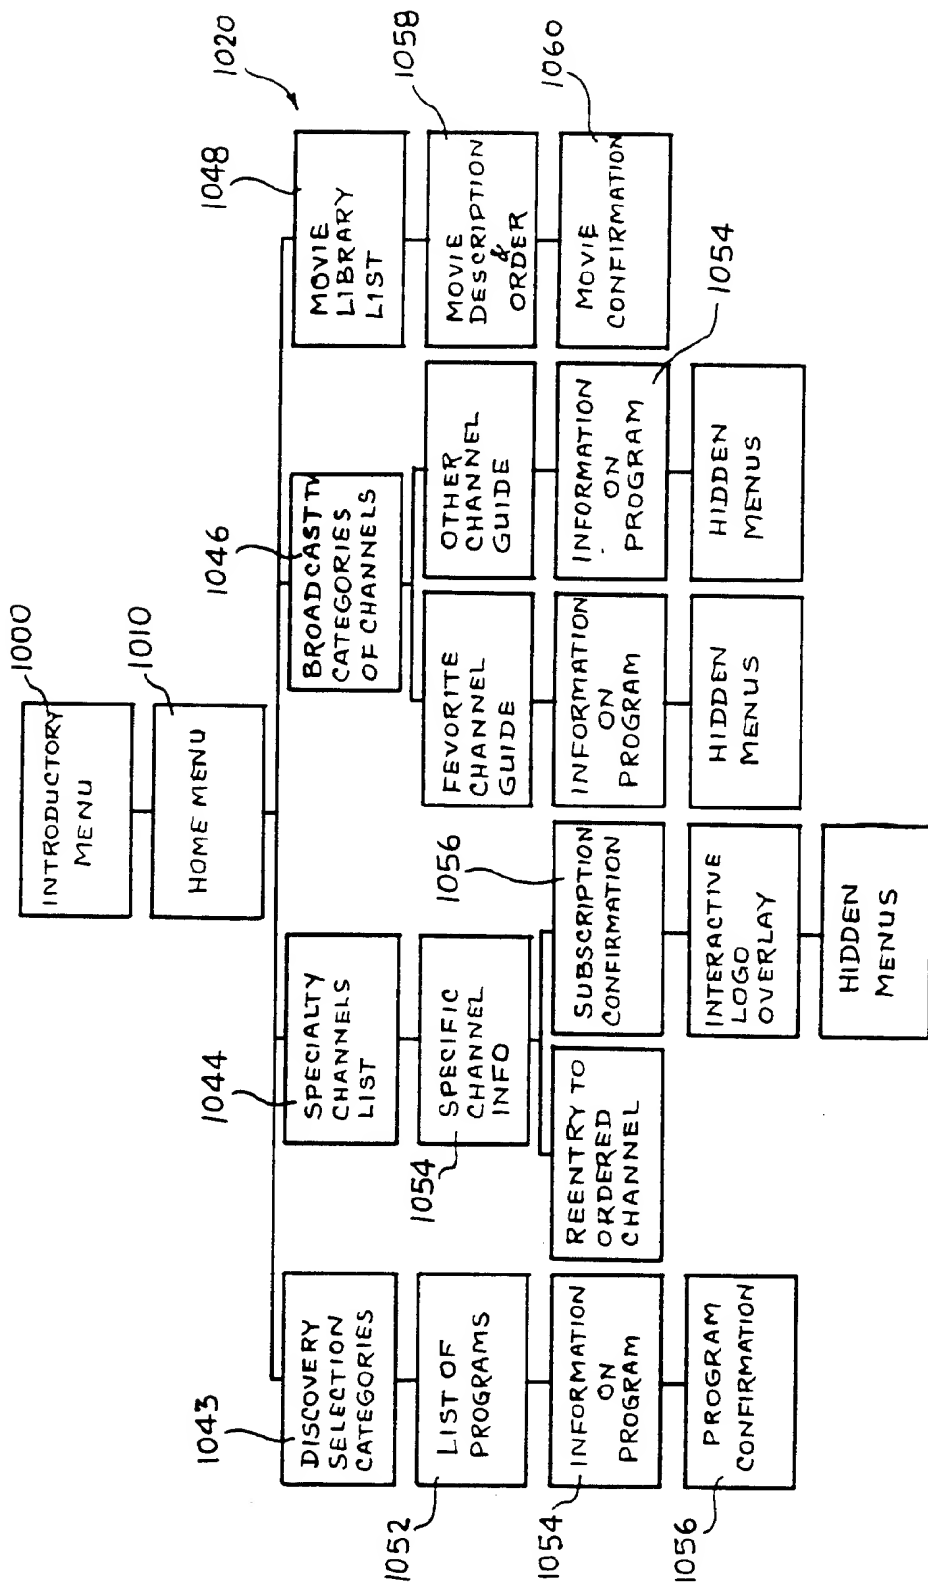 1000
INTRODUCTORY
MENU
1010
HOME MENU
1020
1043
DISCOVERY
SELECTION
CATEGORIES
1052
LIST OF
PROGRAMS
1054
INFORMATION
ON
PROGRAM
1056
PROGRAM
CONFIRMATION
1044
SPECIALTY
CHANNELS
LIST
1054
SPECIFIC
CHANNEL
INFO
REENTRY TO
ORDERED
CHANNEL
1056
SUBSCRIPTION
CONFIRMATION
INTERACTIVE
LOGO
OVERLAY
HIDDEN
MENUS
1046
BROADCAST TV
CATEGORIES
OF CHANNELS
FEVORITE
CHANNEL
GUIDE
INFORMATION
ON
PROGRAM
HIDDEN
MENUS
OTHER
CHANNEL
GUIDE
INFORMATION
ON
PROGRAM
1054
HIDDEN
MENUS
1048
MOVIE
LIBRARY
LIST
1058
MOVIE
DESCRIPTION
&
ORDER
1060
MOVIE
CONFIRMATION